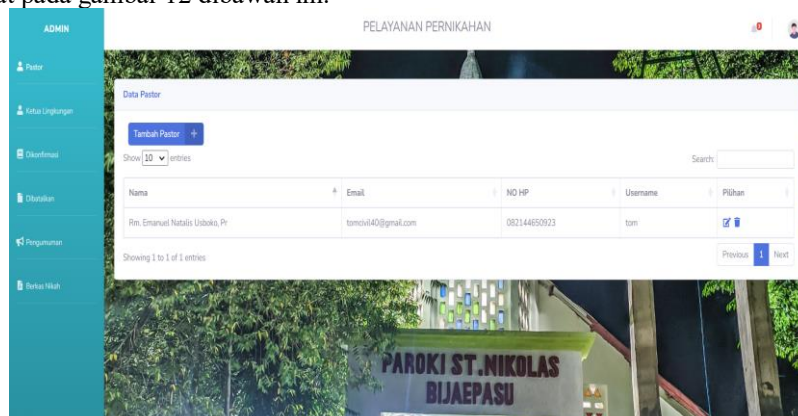 at pada gambar 12 dibawah ini.
ADMIN
PELAYANAN PERNIKAHAN
0
Pastor
Data Pastor
Ketua Lingkungan
Tambah Pastor +
Dikonfirmasi
Show 10 entries
Search:
Nama Email NO HP Username Pilihan
Dibatalkan
Rm. Emanuel Natalis Usboko, Pr tomcivil40@gmail.com 082144650923 tom
Pengumuman
Showing 1 to 1 of 1 entries
Previous 1 Next
Berkas Nikah
PAROKI ST.NIKOLAS
BIJAEPASU